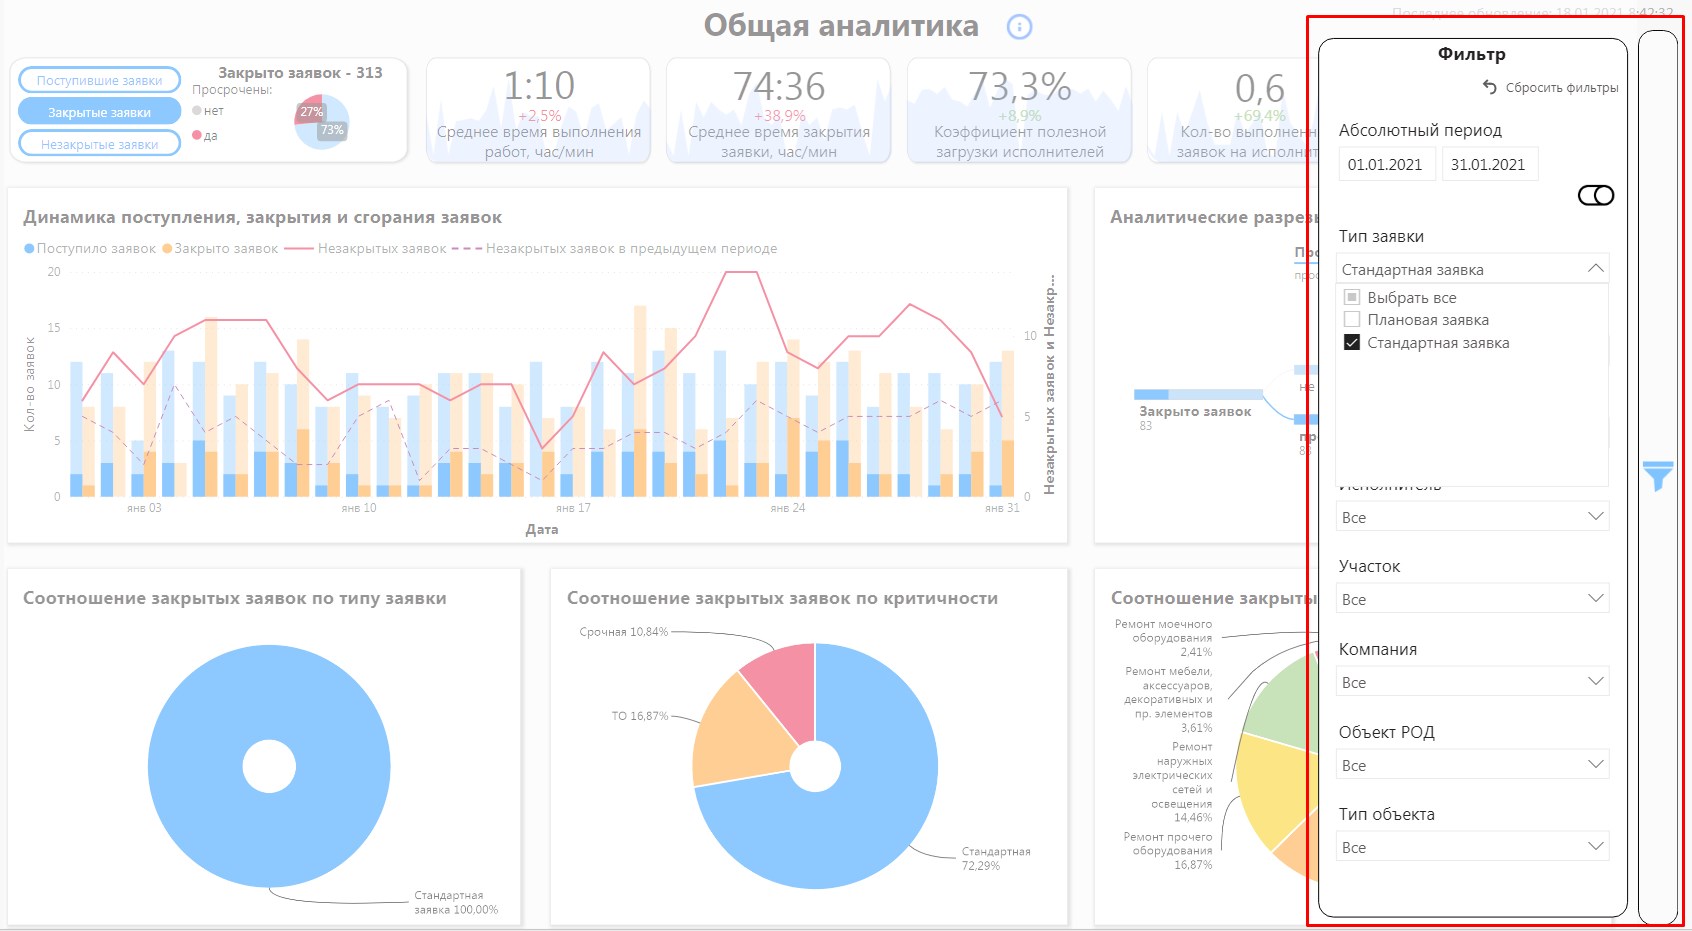 Общая аналитика
Последнее обновление: 18.01.2021 8:42:32
Поступившие заявки
Закрытые заявки
Незакрытые заявки
Закрыто заявок - 313
Просрочены:
нет
да
27%
73%
1:10
+2,5%
Среднее время выполнения
работ, час/мин
74:36
+38,9%
Среднее время закрытия
заявки, час/мин
73,3%
+8,9%
Коэффициент полезной
загрузки исполнителей
0,6
+69,4%
Кол-во выполненн
заявок на исполнит
Динамика поступления, закрытия и сгорания заявок
Поступило заявок
Закрыто заявок
Незакрытых заявок
Незакрытых заявок в предыдущем периоде
Кол-во заявок
20
15
10
5
0
янв 03
янв 10
янв 17
янв 24
янв 31
Дата
10
5
0
Незакрытых заявок и Незакр...
Аналитические разрезы
Закрыто заявок
83
не
Соотношение закрытых заявок по типу заявки
Стандартная
заявка 100,00%
Соотношение закрытых заявок по критичности
Срочная 10,84%
ТО 16,87%
Стандартная
72,29%
Соотношение закрыты
Ремонт моечного
оборудования
2,41%
Ремонт мебели,
аксессуаров,
декоративных и
пр. элементов
3,61%
Ремонт
наружных
электрических
сетей и
освещения
14,46%
Ремонт прочего
оборудования
16,87%
Фильтр
Сбросить фильтры
Абсолютный период
01.01.2021
31.01.2021
Тип заявки
Стандартная заявка
Выбрать все
Плановая заявка
Стандартная заявка
Исполнитель
Все
Участок
Все
Компания
Все
Объект РОД
Все
Тип объекта
Все